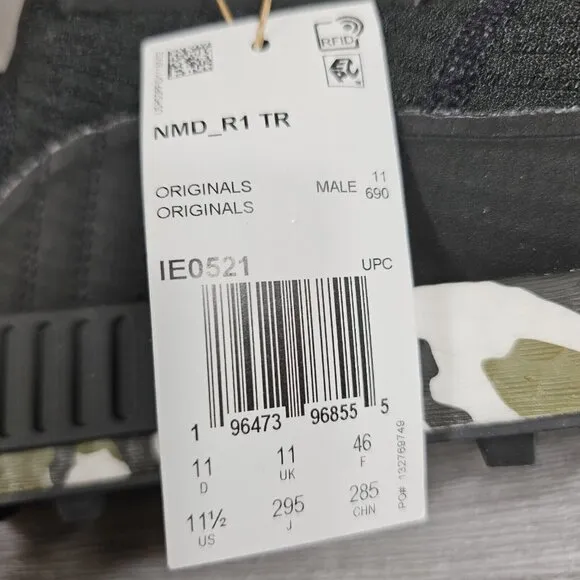 RFID
NMD_R1 TR
ORIGINALS MALE 11
ORIGINALS 690
IE0521 UPC
1 96473 96855 5
11 11 46
D UK F
11½ 295 285
US J CHN
PO# 132769749